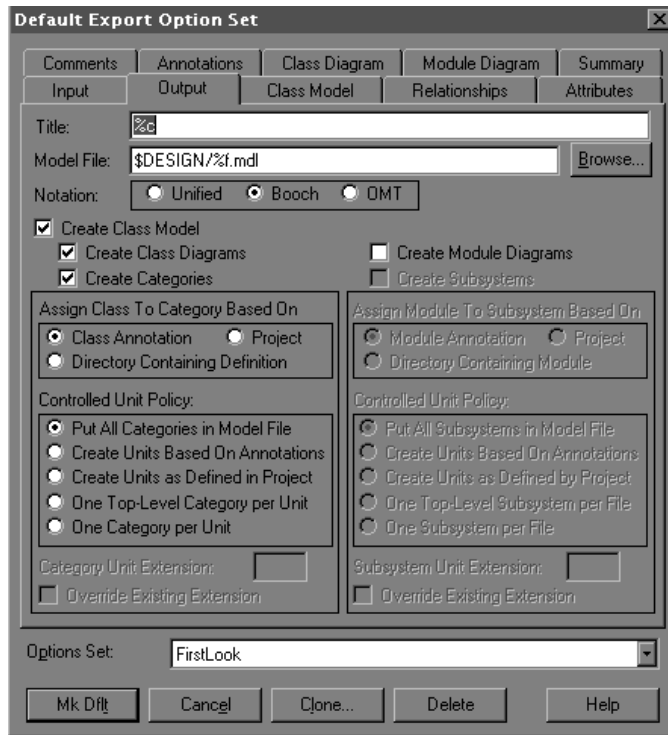 Default Export Option Set
Comments Annotations Class Diagram Module Diagram Summary
Input Output Class Model Relationships Attributes
Title: %c
Model File: $DESIGN/%f.mdl Browse...
Notation: Unified Booch OMT
Create Class Model
Create Class Diagrams Create Module Diagrams
Create Categories Create Subsystems
Assign Class To Category Based On Assign Module To Subsystem Based On
Class Annotation Project Module Annotation Project
Directory Containing Definition Directory Containing Module
Controlled Unit Policy: Controlled Unit Policy:
Put All Categories in Model File Put All Subsystems in Model File
Create Units Based On Annotations Create Units Based On Annotations
Create Units as Defined in Project Create Units as Defined by Project
One Top-Level Category per Unit One Top-Level Subsystem per File
One Category per Unit One Subsystem per File
Category Unit Extension: Subsystem Unit Extension:
Override Existing Extension Override Existing Extension
Options Set: FirstLook
Mk Dflt Cancel Clone... Delete Help